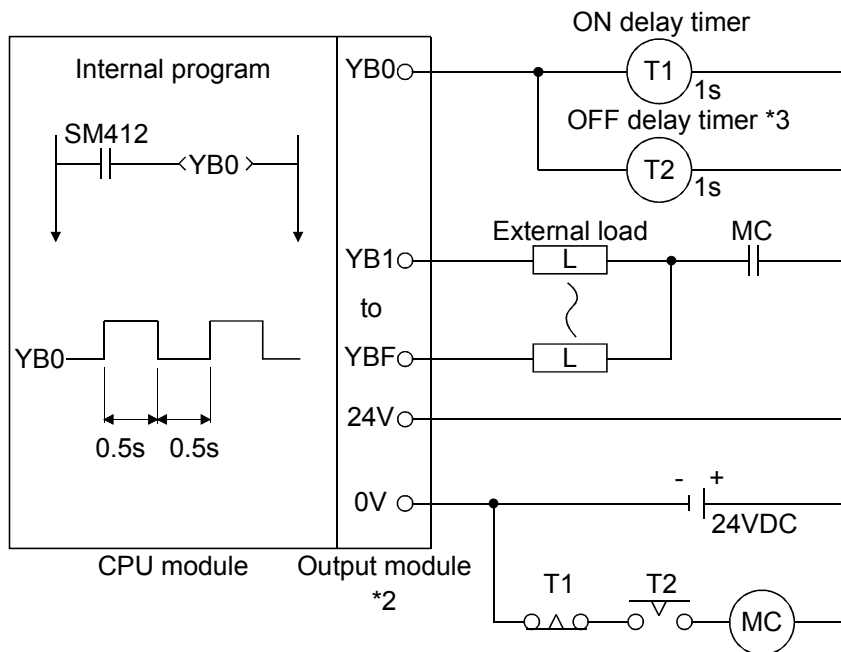 ON delay timer
Internal program
YB0
T1
1s
SM412
YB0
OFF delay timer *3
T2
1s
External load
MC
YB1
L
to
YB0
YBF
L
0.5s
0.5s
24V
0V
- +
24VDC
CPU module
Output module
*2
T1
T2
MC